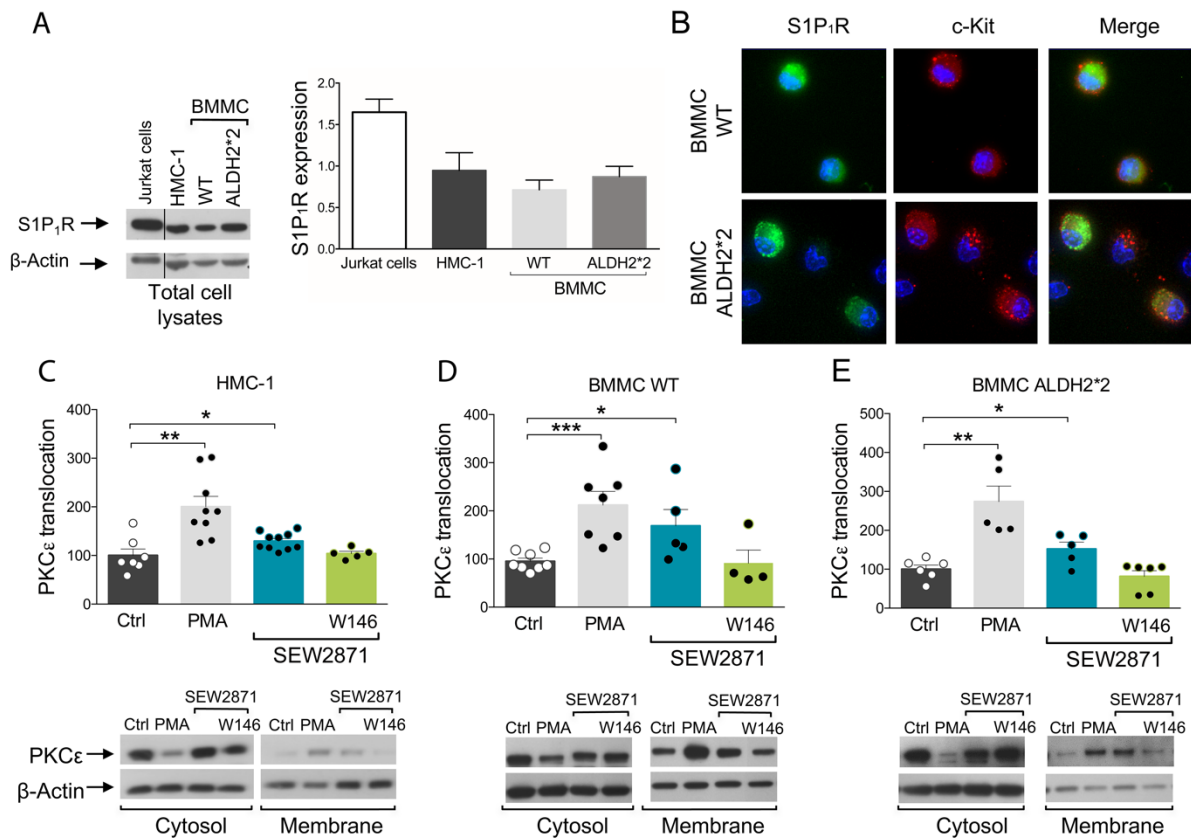 A
BMMC
Jurkat cells
HMC-1
WT
ALDH2*2
S1P₁R
β-Actin
Total cell
lysates
S1P₁R expression
2.0
1.5
1.0
0.5
0.0
Jurkat cells HMC-1 WT ALDH2*2
BMMC
B
S1P₁R c-Kit Merge
BMMC
WT
BMMC
ALDH2*2
C
HMC-1
PKCε translocation
400
300
200
100
0
*
**
Ctrl PMA W146
SEW2871
D
BMMC WT
PKCε translocation
400
300
200
100
0
*
***
Ctrl PMA W146
SEW2871
E
BMMC ALDH2*2
PKCε translocation
500
400
300
200
100
0
*
**
Ctrl PMA W146
SEW2871
SEW2871 SEW2871
Ctrl PMA W146 Ctrl PMA W146
PKCε
β-Actin
Cytosol Membrane
SEW2871 SEW2871
Ctrl PMA W146 Ctrl PMA W146
Cytosol Membrane
SEW2871 SEW2871
Ctrl PMA W146 Ctrl PMA W146
Cytosol Membrane